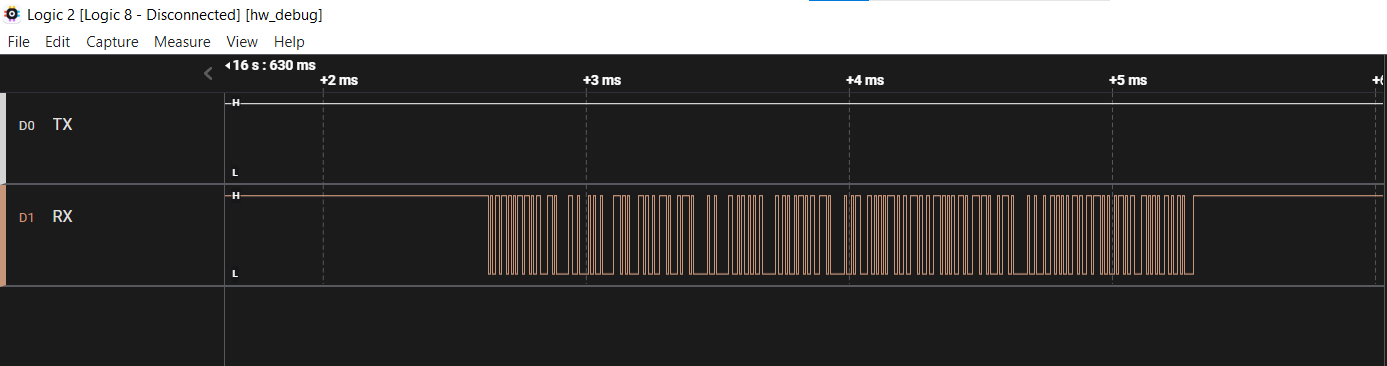 Logic 2 [Logic 8 - Disconnected] [hw_debug]
File Edit Capture Measure View Help
16 s : 630 ms
+2 ms +3 ms +4 ms +5 ms
H
D0 TX
L
H
D1 RX
L